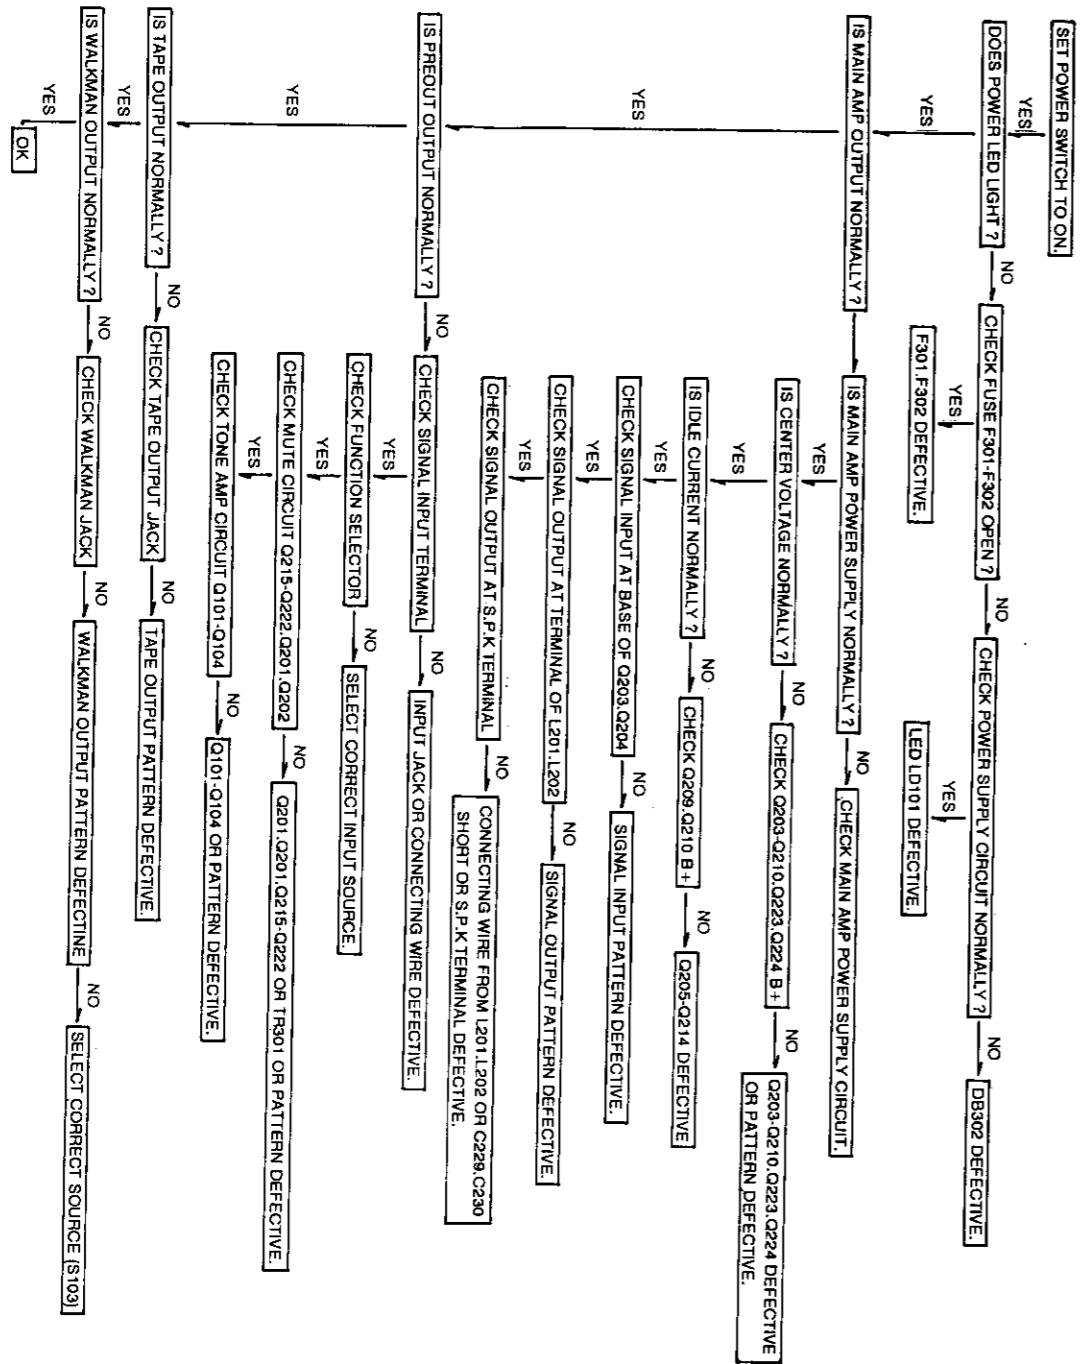 SET POWER SWITCH TO ON.
YES
DOES POWER LED LIGHT ?
NO
CHECK FUSE F301-F302 OPEN ?
NO
CHECK POWER SUPPLY CIRCUIT NORMALLY ?
NO
DB302 DEFECTIVE.
YES
YES
F301.F302 DEFECTIVE.
YES
LED LD101 DEFECTIVE.
IS MAIN AMP OUTPUT NORMALLY ?
NO
IS MAIN AMP POWER SUPPLY NORMALLY ?
NO
CHECK MAIN AMP POWER SUPPLY CIRCUIT.
YES
IS CENTER VOLTAGE NORMALLY ?
NO
CHECK Q203-Q210.Q223.Q224 B+
NO
Q203-Q210.Q223.Q224 DEFECTIVE
OR PATTERN DEFECTIVE.
YES
IS IDLE CURRENT NORMALLY ?
NO
CHECK Q209.Q210 B+
NO
Q205-Q214 DEFECTIVE
YES
CHECK SIGNAL INPUT AT BASE OF Q203.Q204
NO
SIGNAL INPUT PATTERN DEFECTIVE.
YES
CHECK SIGNAL OUTPUT AT TERMINAL OF L201.L202
NO
SIGNAL OUTPUT PATTERN DEFECTIVE.
YES
CHECK SIGNAL OUTPUT AT S.P.K TERMINAL
NO
CONNECTING WIRE FROM L201.L202 OR C229.C230
SHORT OR S.P.K TERMINAL DEFECTIVE.
YES
IS PREOUT OUTPUT NORMALLY ?
NO
CHECK SIGNAL INPUT TERMINAL
NO
INPUT JACK OR CONNECTING WIRE DEFECTIVE.
YES
CHECK FUNCTION SELECTOR
NO
SELECT CORRECT INPUT SOURCE.
YES
CHECK MUTE CIRCUIT Q215-Q222.Q201.Q202
NO
Q201.Q201.Q215-Q222 OR TR301 OR PATTERN DEFECTIVE.
YES
CHECK TONE AMP CIRCUIT Q101-Q104
NO
Q101-Q104 OR PATTERN DEFECTIVE.
YES
IS TAPE OUTPUT NORMALLY ?
NO
CHECK TAPE OUTPUT JACK
NO
TAPE OUTPUT PATTERN DEFECTIVE.
YES
IS WALKMAN OUTPUT NORMALLY ?
NO
CHECK WALKMAN JACK
NO
WALKMAN OUTPUT PATTERN DEFECTINE
NO
SELECT CORRECT SOURCE (S103)
YES
OK